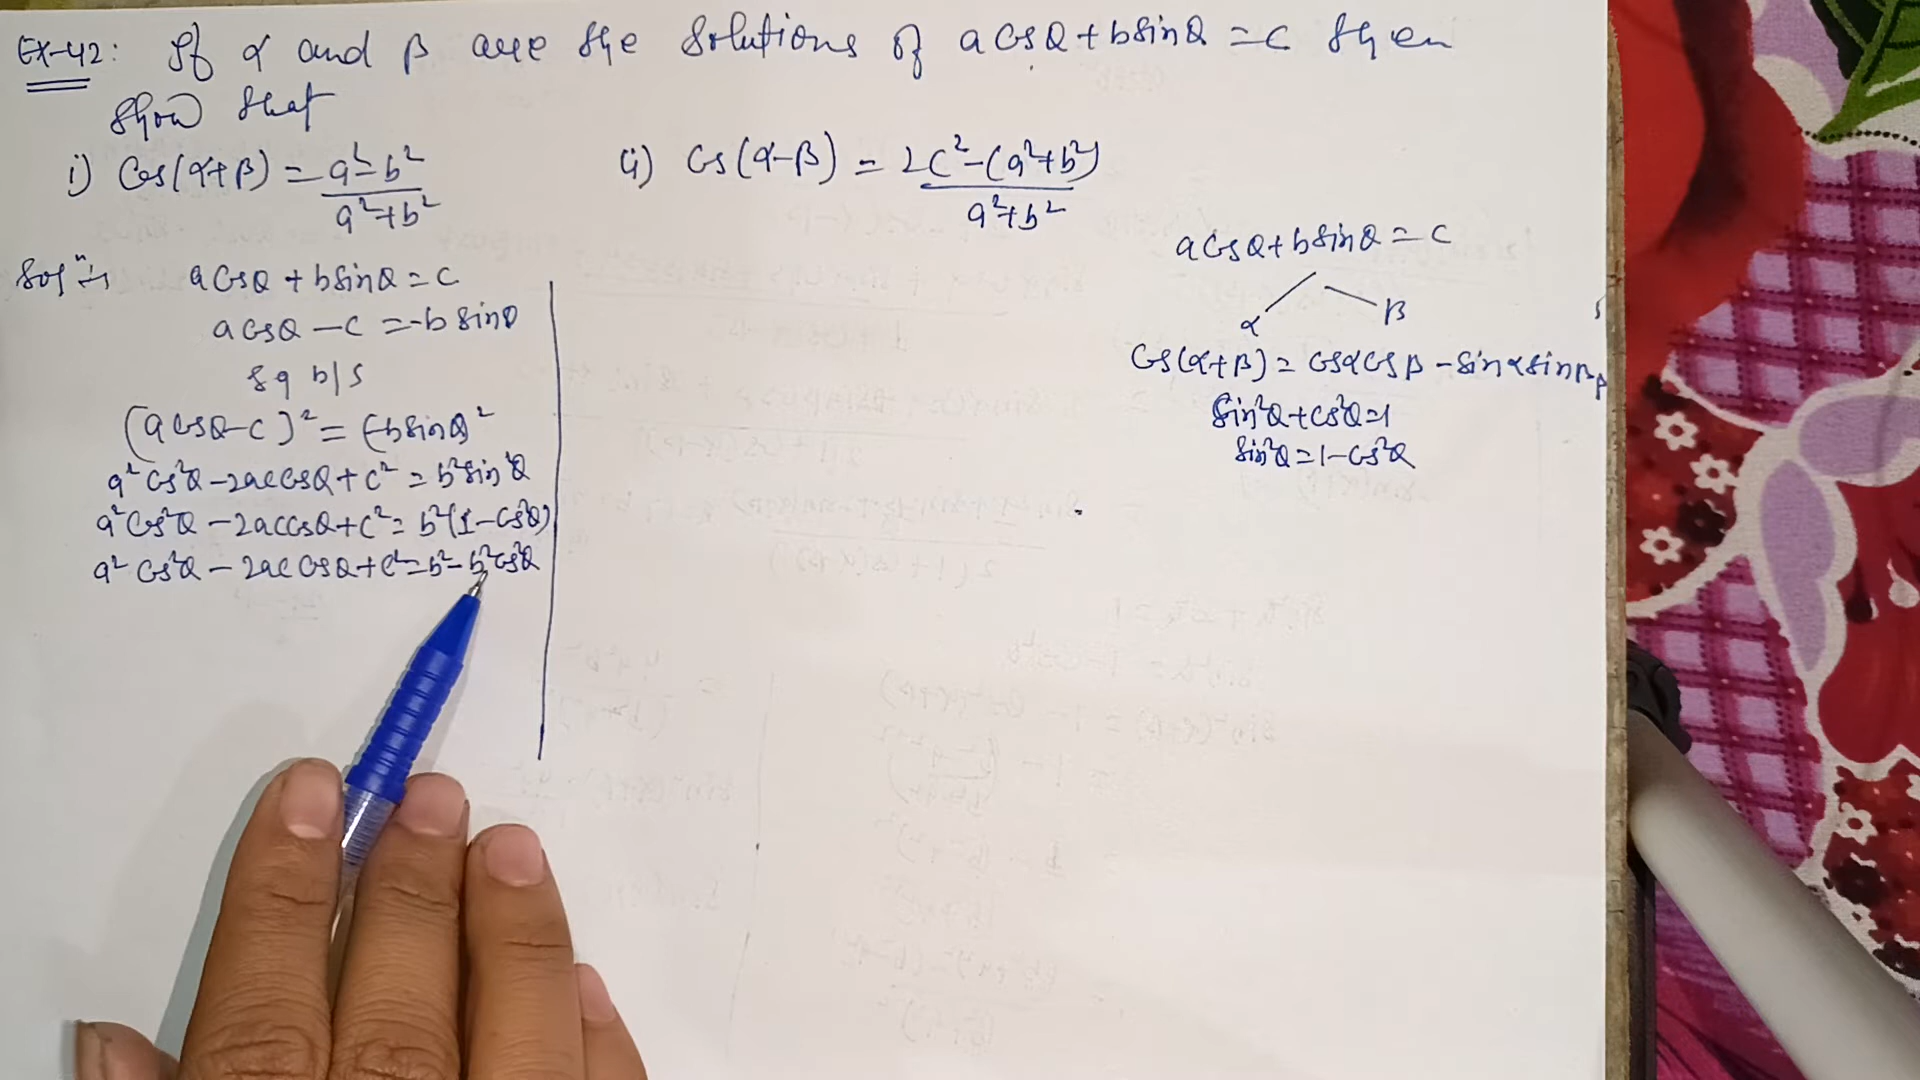 Ex-42: If α and β are the solutions of a cosθ + b sinθ = c then
show that
i) cos(α+β) = a²-b² / a²+b²
ii) cos(α-β) = 2c²-(a²+b²) / a²+b²
Solⁿ:- a cosθ + b sinθ = c
a cosθ - c = -b sinθ
sq b/s
(a cosθ - c)² = (-b sinθ)²
a² cos²θ - 2ac cosθ + c² = b² sin²θ
a² cos²θ - 2ac cosθ + c² = b²(1 - cos²θ)
a² cos²θ - 2ac cosθ + c² = b² - b² cos²θ
a cosθ + b sinθ = c
α β
cos(α+β) = cosα cosβ - sinα sinβ
sin²θ + cos²θ = 1
sin²θ = 1 - cos²θ